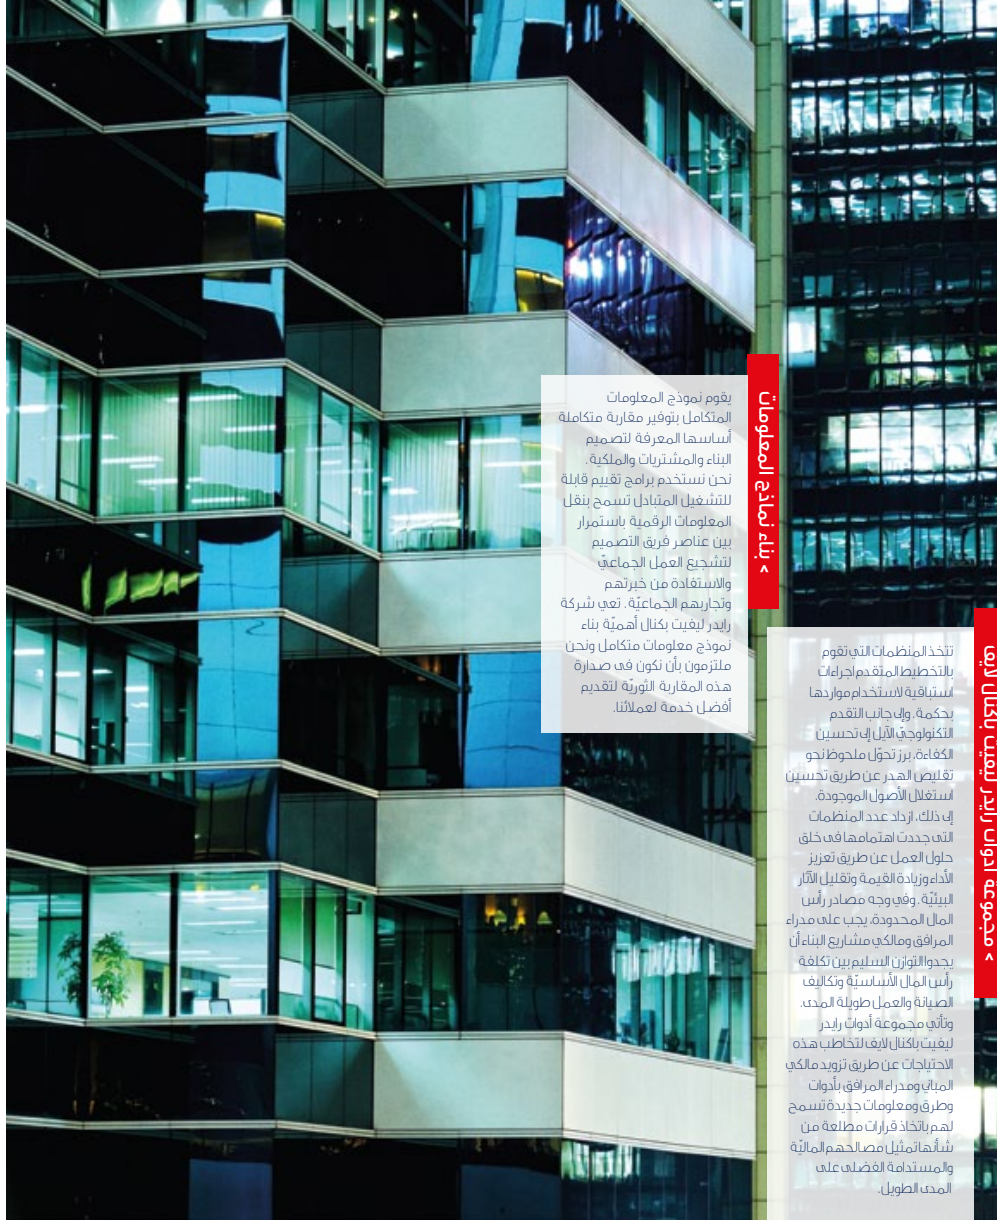 > بناء نماذج المعلومات
يقوم نموذج المعلومات
المتكامل بتوفير مقاربة متكاملة
أساسها المعرفة لتصميم
البناء والمشتريات والملكية.
نحن نستخدم برامج تقييم قابلة
للتشغيل المتبادل تسمح بنقل
المعلومات الرقمية باستمرار
بين عناصر فريق التصميم
لتشجيع العمل الجماعيّ
والاستفادة من خبرتهم
وتجاربهم الجماعيّة. تعي شركة
رايدر ليفيت بكنال أهميّة بناء
نموذج معلومات متكامل ونحن
ملتزمون بأن نكون في صدارة
هذه المقاربة الثوريّة لتقديم
أفضل خدمة لعملائنا.
> مجموعة أدوات رايدر ليفيت باكنال لايف
تتخذ المنظمات التي تقوم
بالتخطيط المتقدم اجراءات
استباقية لاستخدام مواردها
بحكمة. وإلى جانب التقدم
التكنولوجيّ الآيل إلى تحسين
الكفاءة، برز تحوّل ملحوظ نحو
تقليص الهدر عن طريق تحسين
استغلال الأصول الموجودة.
إلى ذلك، ازداد عدد المنظمات
التي جددت اهتمامها في خلق
حلول العمل عن طريق تعزيز
الأداء وزيادة القيمة وتقليل الآثار
البيئيّة. وفي وجه مصادر رأس
المال المحدودة، يجب على مدراء
المرافق ومالكي مشاريع البناء أن
يجدوا التوازن السليم بين تكلفة
رأس المال الأساسيّة وتكاليف
الصيانة والعمل طويلة المدى.
وتأتي مجموعة أدوات رايدر
ليفيت باكنال لايف لتخاطب هذه
الاحتياجات عن طريق تزويد مالكي
المباني ومدراء المرافق بأدوات
وطرق ومعلومات جديدة تسمح
لهم باتخاذ قرارات مطلعة من
شأنها تمثيل مصالحهم الماليّة
والمستدامة الفضلى على
المدى الطويل.